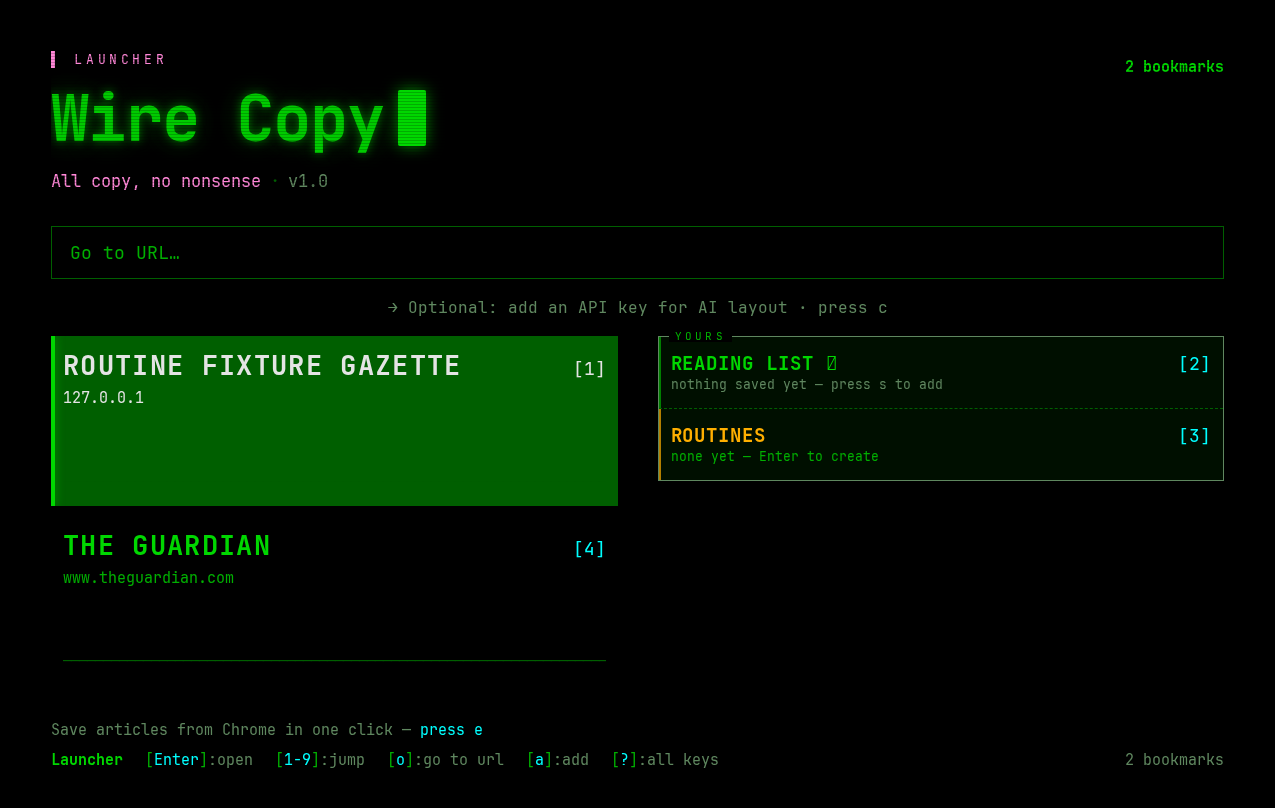 LAUNCHER
2 bookmarks
Wire Copy
All copy, no nonsense · v1.0
Go to URL…
→ Optional: add an API key for AI layout · press c
ROUTINE FIXTURE GAZETTE [1]
127.0.0.1
THE GUARDIAN [4]
www.theguardian.com
YOURS
READING LIST [2]
nothing saved yet — press s to add
ROUTINES [3]
none yet — Enter to create
Save articles from Chrome in one click — press e
Launcher [Enter]:open [1-9]:jump [o]:go to url [a]:add [?]:all keys 2 bookmarks